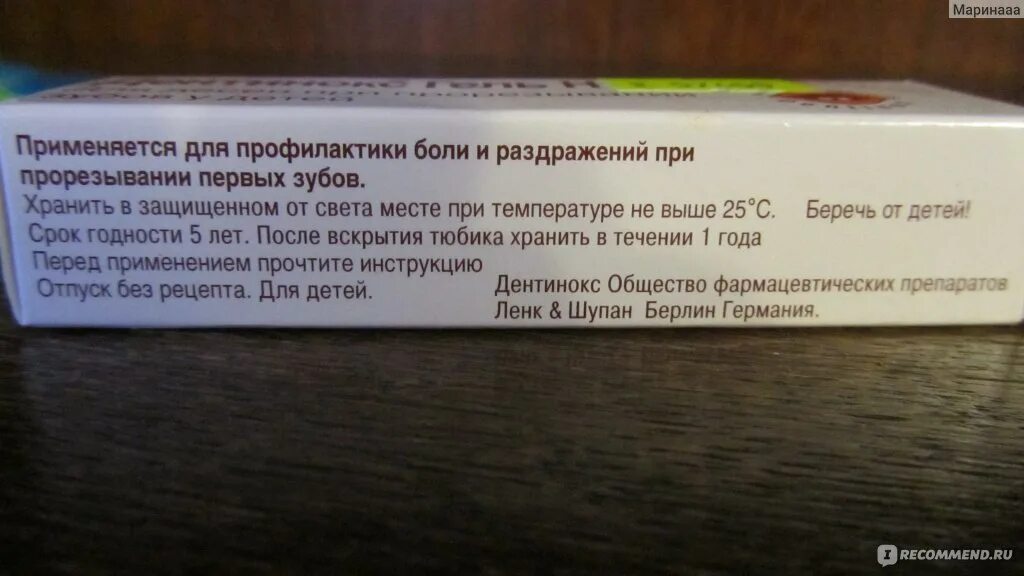 Маринааа
Гель Н
Применяется для профилактики боли и раздражений при
прорезывании первых зубов.
Хранить в защищенном от света месте при температуре не выше 25°С. Беречь от детей!
Срок годности 5 лет. После вскрытия тюбика хранить в течении 1 года
Перед применением прочтите инструкцию
Отпуск без рецепта. Для детей.
Дентинокс Общество фармацевтических препаратов
Ленк & Шупан Берлин Германия.
IRECOMMEND.RU